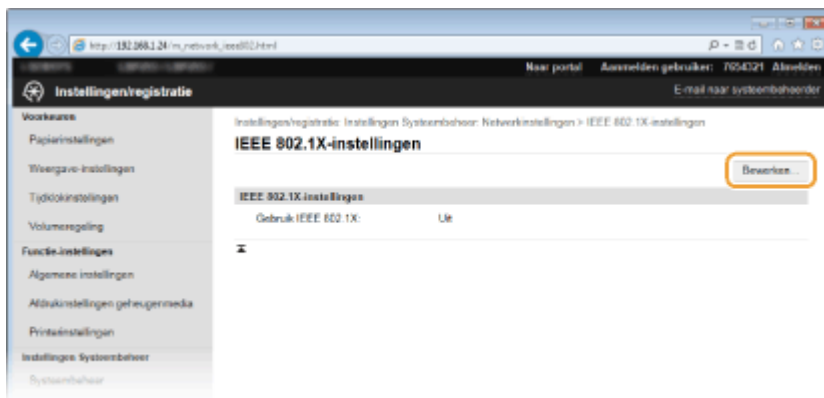 http://192.168.1.24/m_network_ieee802.html
Naar portal Aanmelden gebruiker: 7654321 Afmelden
Instellingen/registratie
E-mail naar systeembeheerder
Voorkeuren
Papierinstellingen
Weergave-instellingen
Tijdklokinstellingen
Volumeregeling
Functie-instellingen
Algemene instellingen
Afdrukinstellingen geheugenmedia
Printerinstellingen
Instellingen Systeembeheer
Systeembeheer
Instellingen/registratie: Instellingen Systeembeheer: Netwerkinstellingen > IEEE 802.1X-instellingen
IEEE 802.1X-instellingen
Bewerken...
IEEE 802.1X-instellingen
Gebruik IEEE 802.1X: Uit